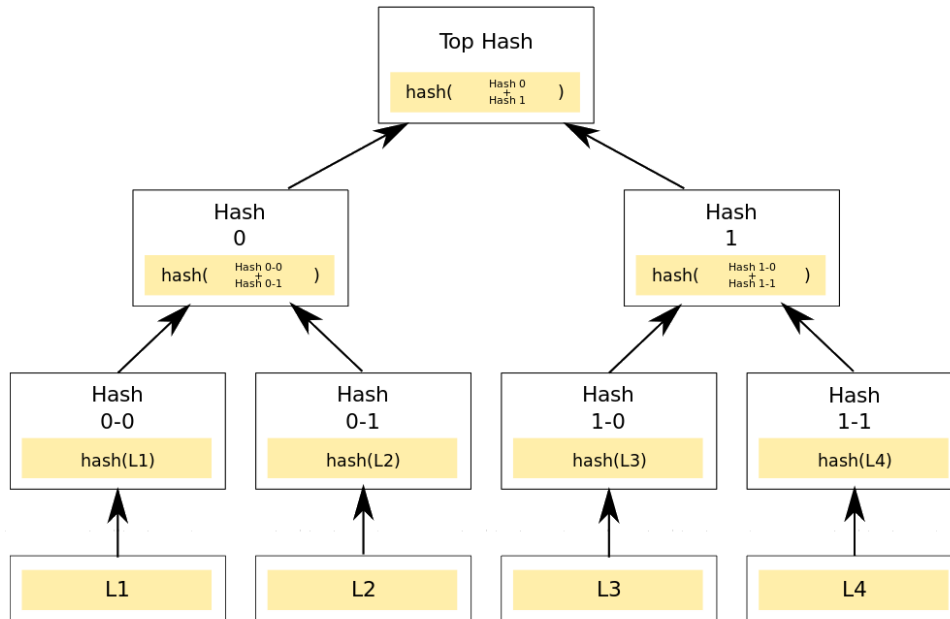 Top Hash
hash( Hash 0 + Hash 1 )
Hash
0
hash( Hash 0-0 + Hash 0-1 )
Hash
1
hash( Hash 1-0 + Hash 1-1 )
Hash
0-0
hash(L1)
Hash
0-1
hash(L2)
Hash
1-0
hash(L3)
Hash
1-1
hash(L4)
L1
L2
L3
L4